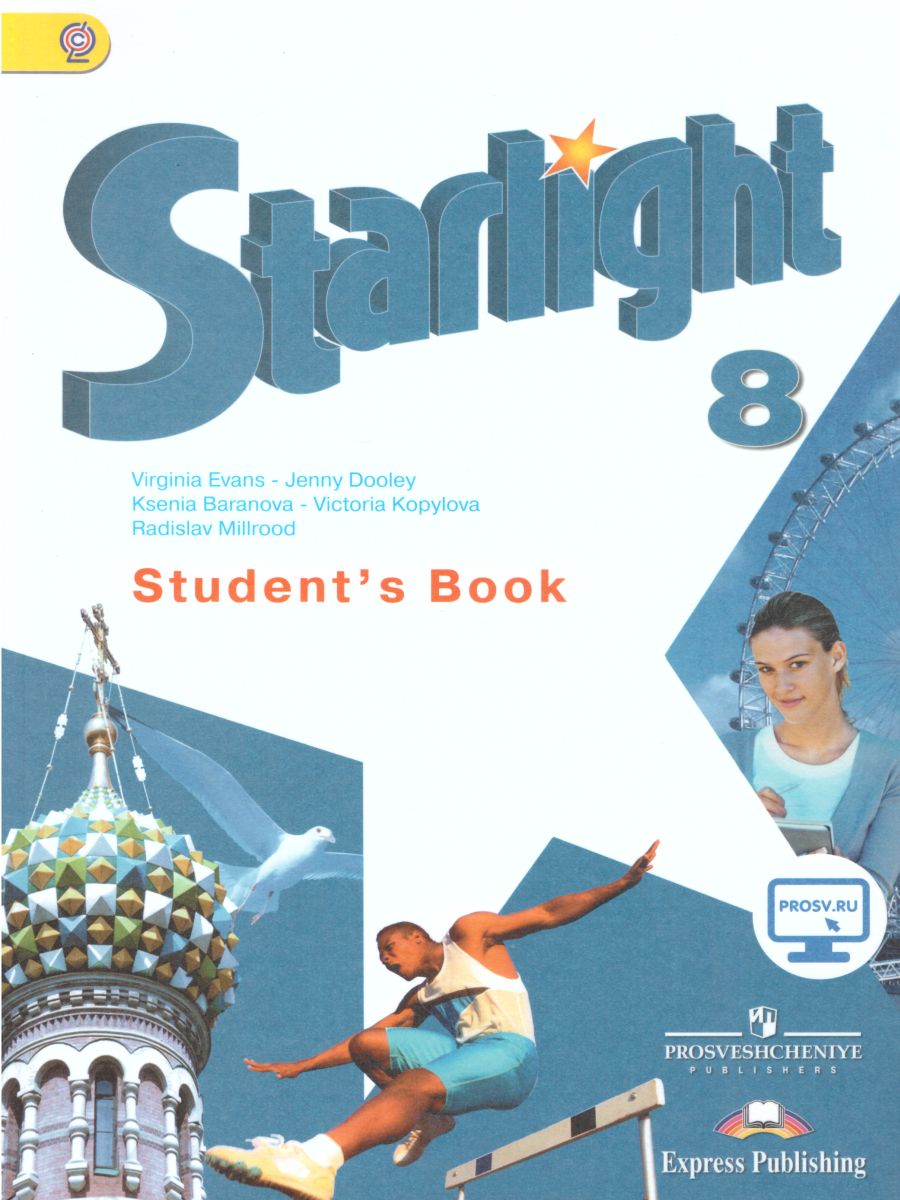 Starlight
8
Virginia Evans - Jenny Dooley
Ksenia Baranova - Victoria Kopylova
Radislav Millrood
Student's Book
PROSV.RU
PROSVESHCHENIYE
PUBLISHERS
Express Publishing